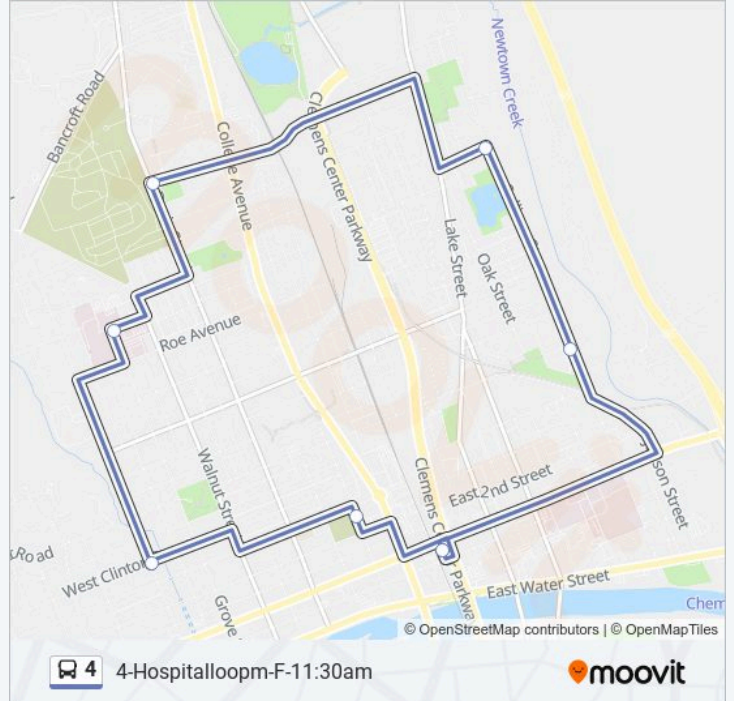 Newtown Creek
Bancroft Road
College Avenue
Clemens Center Parkway
Lake Street
Oak Street
Roe Avenue
Walnut Stre
East 2nd Street
Clemens Ce
Parkway
son Street
Road
West Clinton
Grove
East Water Street
Chem
© OpenStreetMap contributors | © OpenMapTiles
4
4-Hospitalloopm-F-11:30am
moovit